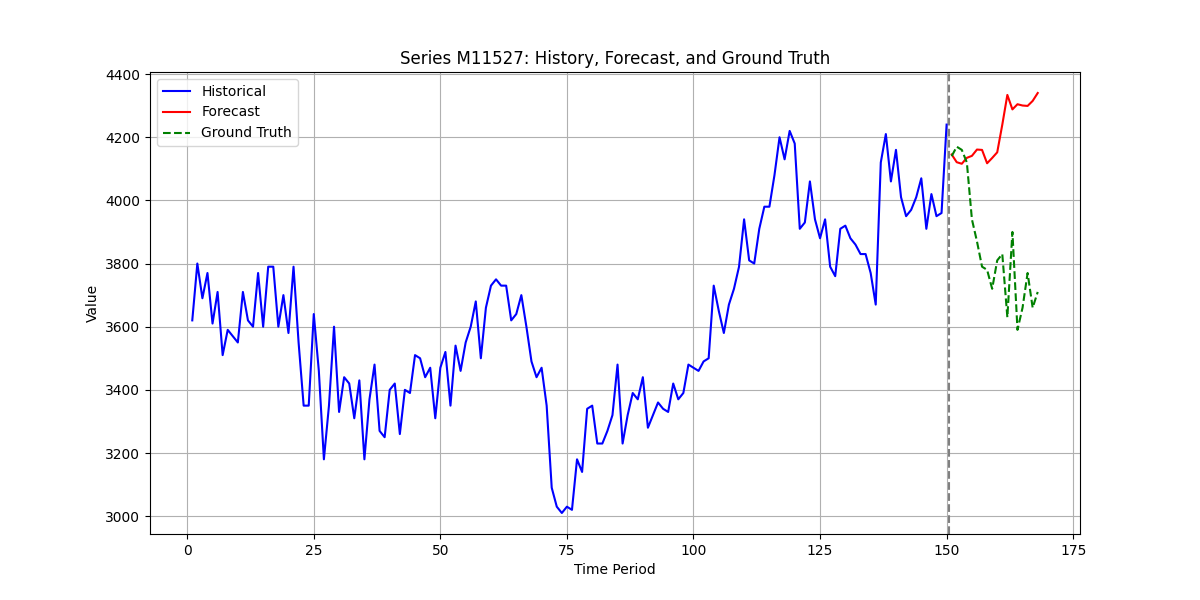 Series M11527: History, Forecast, and Ground Truth
Historical
Forecast
Ground Truth
Value
4400
4200
4000
3800
3600
3400
3200
3000
0 25 50 75 100 125 150 175
Time Period